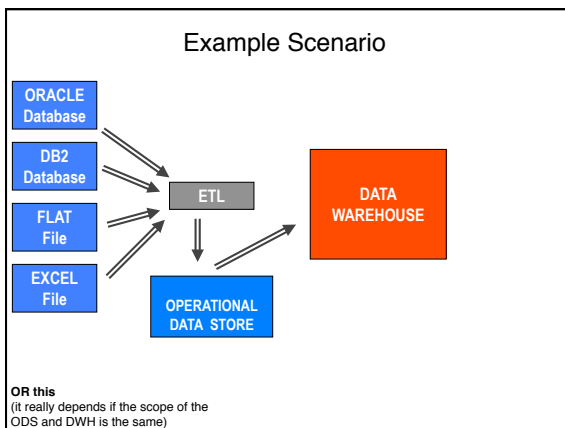 Example Scenario
ORACLE
Database
DB2
Database
FLAT
File
EXCEL
File
ETL
OPERATIONAL
DATA STORE
DATA
WAREHOUSE
OR this
(it really depends if the scope of the
ODS and DWH is the same)